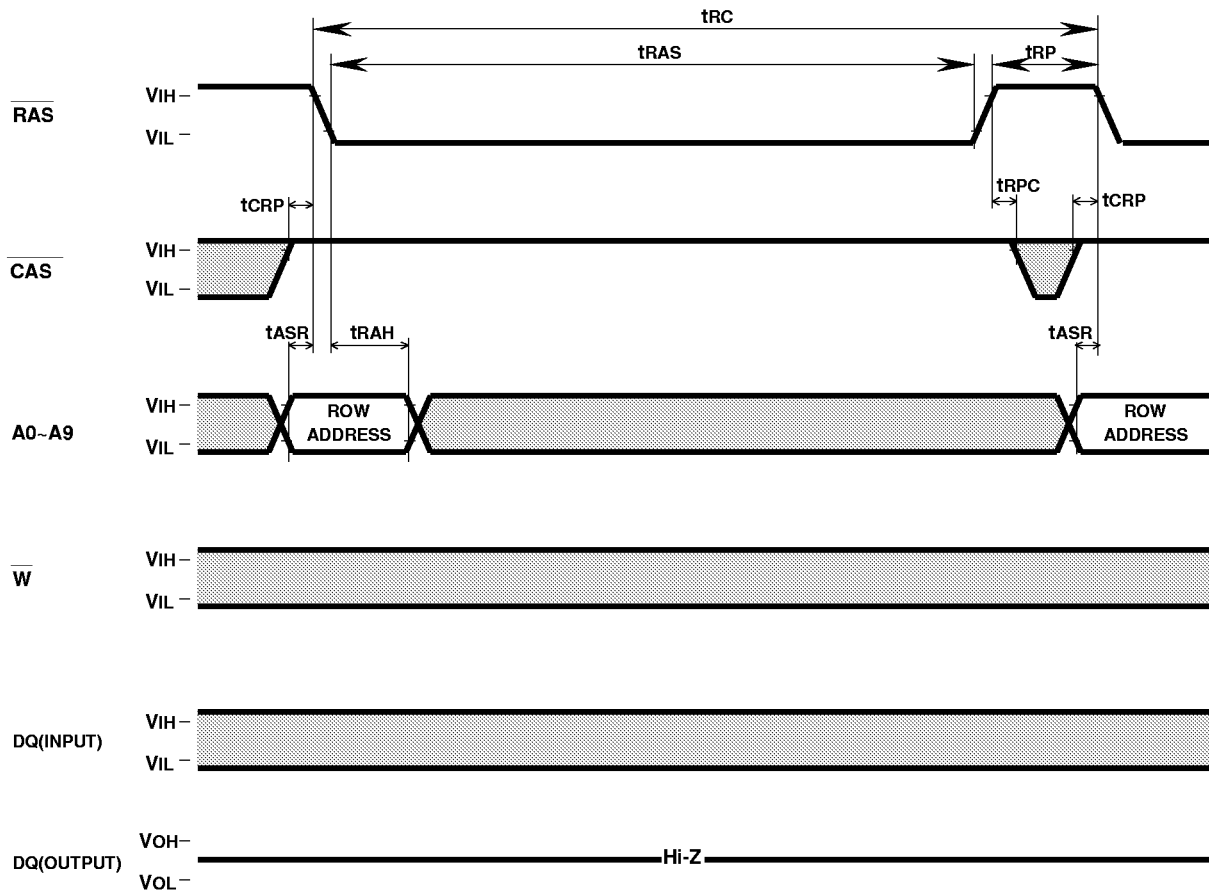 tRC
tRAS
tRP
RAS
VIH
VIL
tCRP
tRPC
tCRP
CAS
VIH
VIL
tASR
tRAH
tASR
A0~A9
VIH
VIL
ROW
ADDRESS
ROW
ADDRESS
W
VIH
VIL
DQ(INPUT)
VIH
VIL
DQ(OUTPUT)
VOH
VOL
Hi-Z